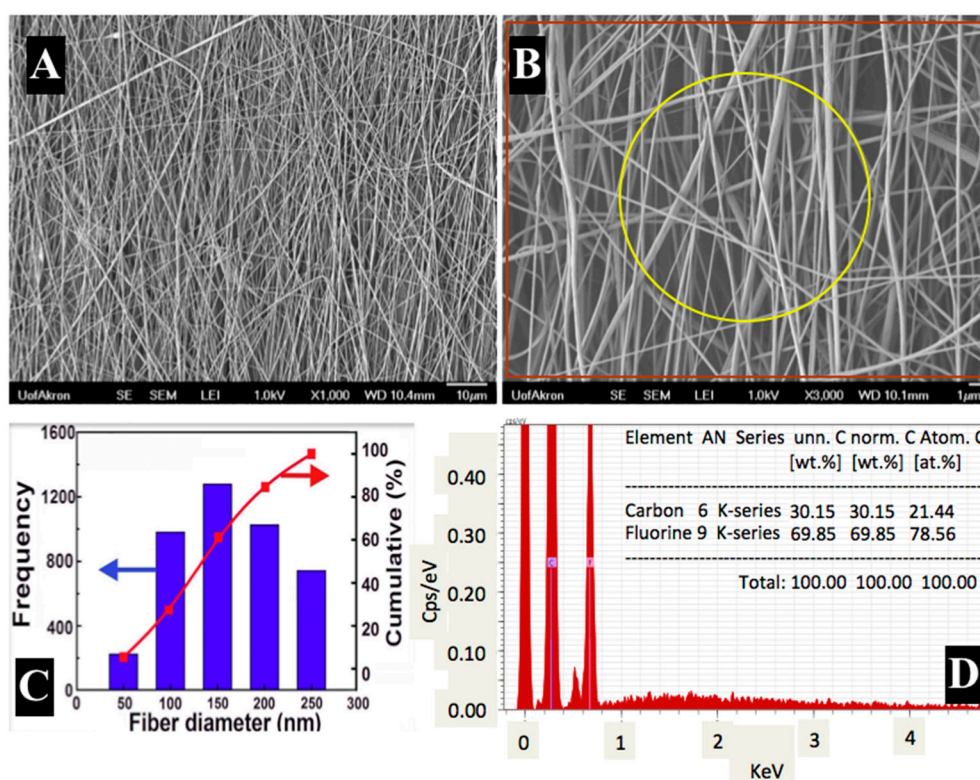 A
UofAkron SE SEM LEI 1.0kV X1,000 WD 10.4mm 10µm
B
UofAkron SE SEM LEI 1.0kV X3,000 WD 10.1mm 1µm
C
Frequency
1600
1200
800
400
0
100
80
60
40
20
0
Cumulative (%)
50 100 150 200 250 300
Fiber diameter (nm)
D
cps/eV
Cps/eV
0.40
0.30
0.20
0.10
0.00
0 1 2 3 4
KeV
Element AN Series unn. C norm. C Atom. C
[wt.%] [wt.%] [at.%]
Carbon 6 K-series 30.15 30.15 21.44
Fluorine 9 K-series 69.85 69.85 78.56
Total: 100.00 100.00 100.00